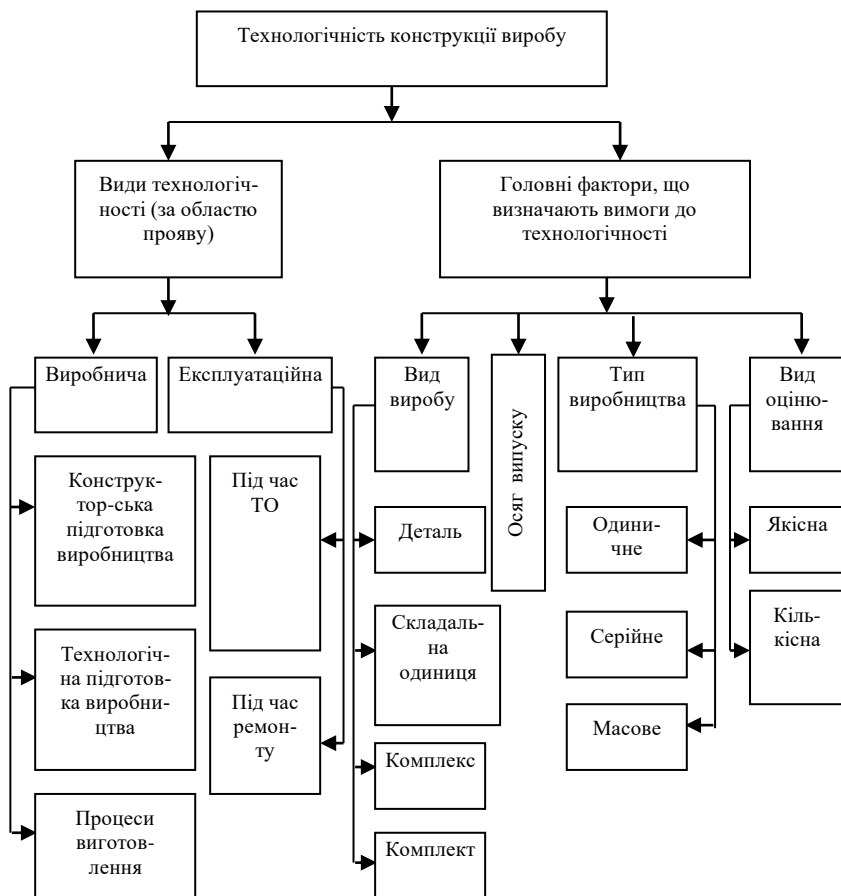 Технологічність конструкції виробу
Види технологіч-
ності (за областю
прояву)
Головні фактори, що
визначають вимоги до
технологічності
Виробнича
Експлуатаційна
Вид
виробу
Осяг випуску
Тип
виробництва
Вид
оцінюю-
вання
Конструк-
тор-ська
підготовка
виробництва
Під час
ТО
Деталь
Одинич-
чне
Якісна
Технологіч-
на підготов-
ка виробни-
цтва
Під час
ремон-
ту
Складаль-
на
одиниця
Серійне
Кіль-
кісна
Масове
Комплекс
Процеси
виготов-
лення
Комплект